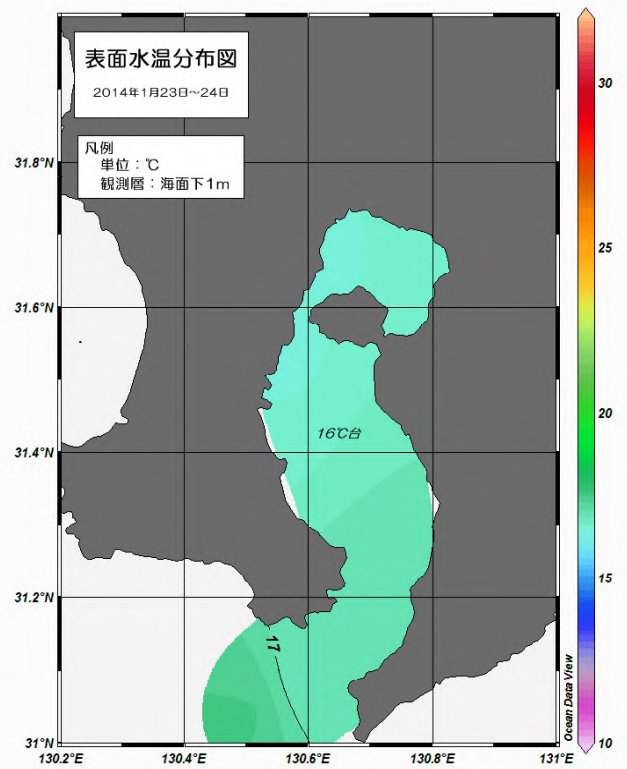 表面水温分布図
2014年1月23日~24日
凡例
単位：℃
観測層：海面下1m
31.8°N
31.6°N
31.4°N
31.2°N
31°N
130.2°E
130.4°E
130.6°E
130.8°E
131°E
16℃台
17
30
25
20
15
10
Ocean Data View